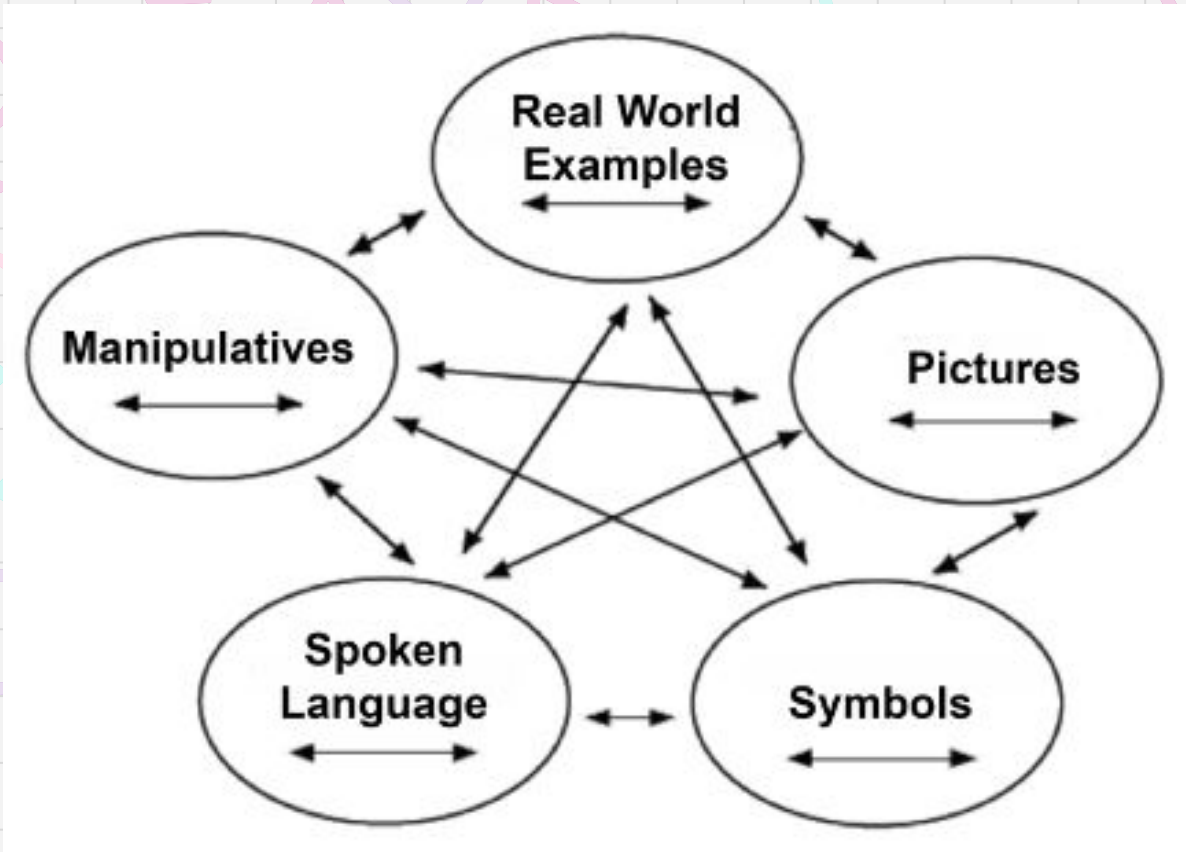 Real World
Examples
Manipulatives
Pictures
Spoken
Language
Symbols